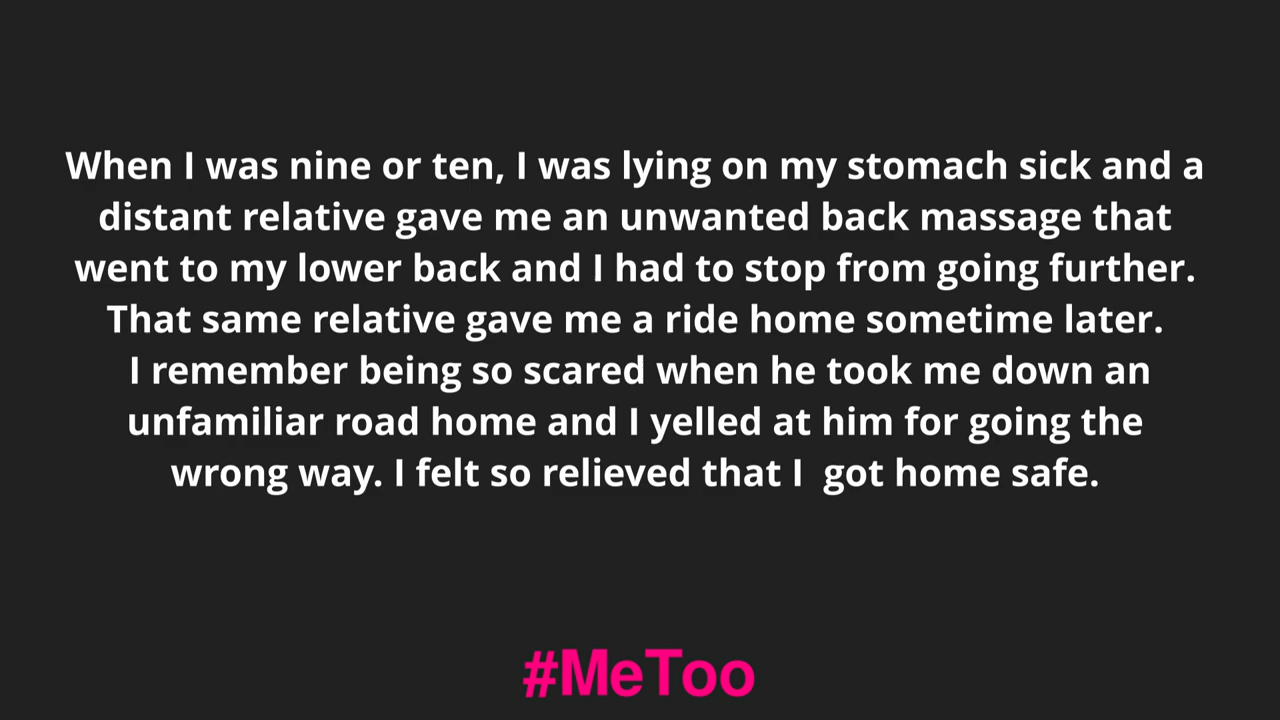 When I was nine or ten, I was lying on my stomach sick and a
distant relative gave me an unwanted back massage that
went to my lower back and I had to stop from going further.
That same relative gave me a ride home sometime later.
I remember being so scared when he took me down an
unfamiliar road home and I yelled at him for going the
wrong way. I felt so relieved that I  got home safe.
#MeToo